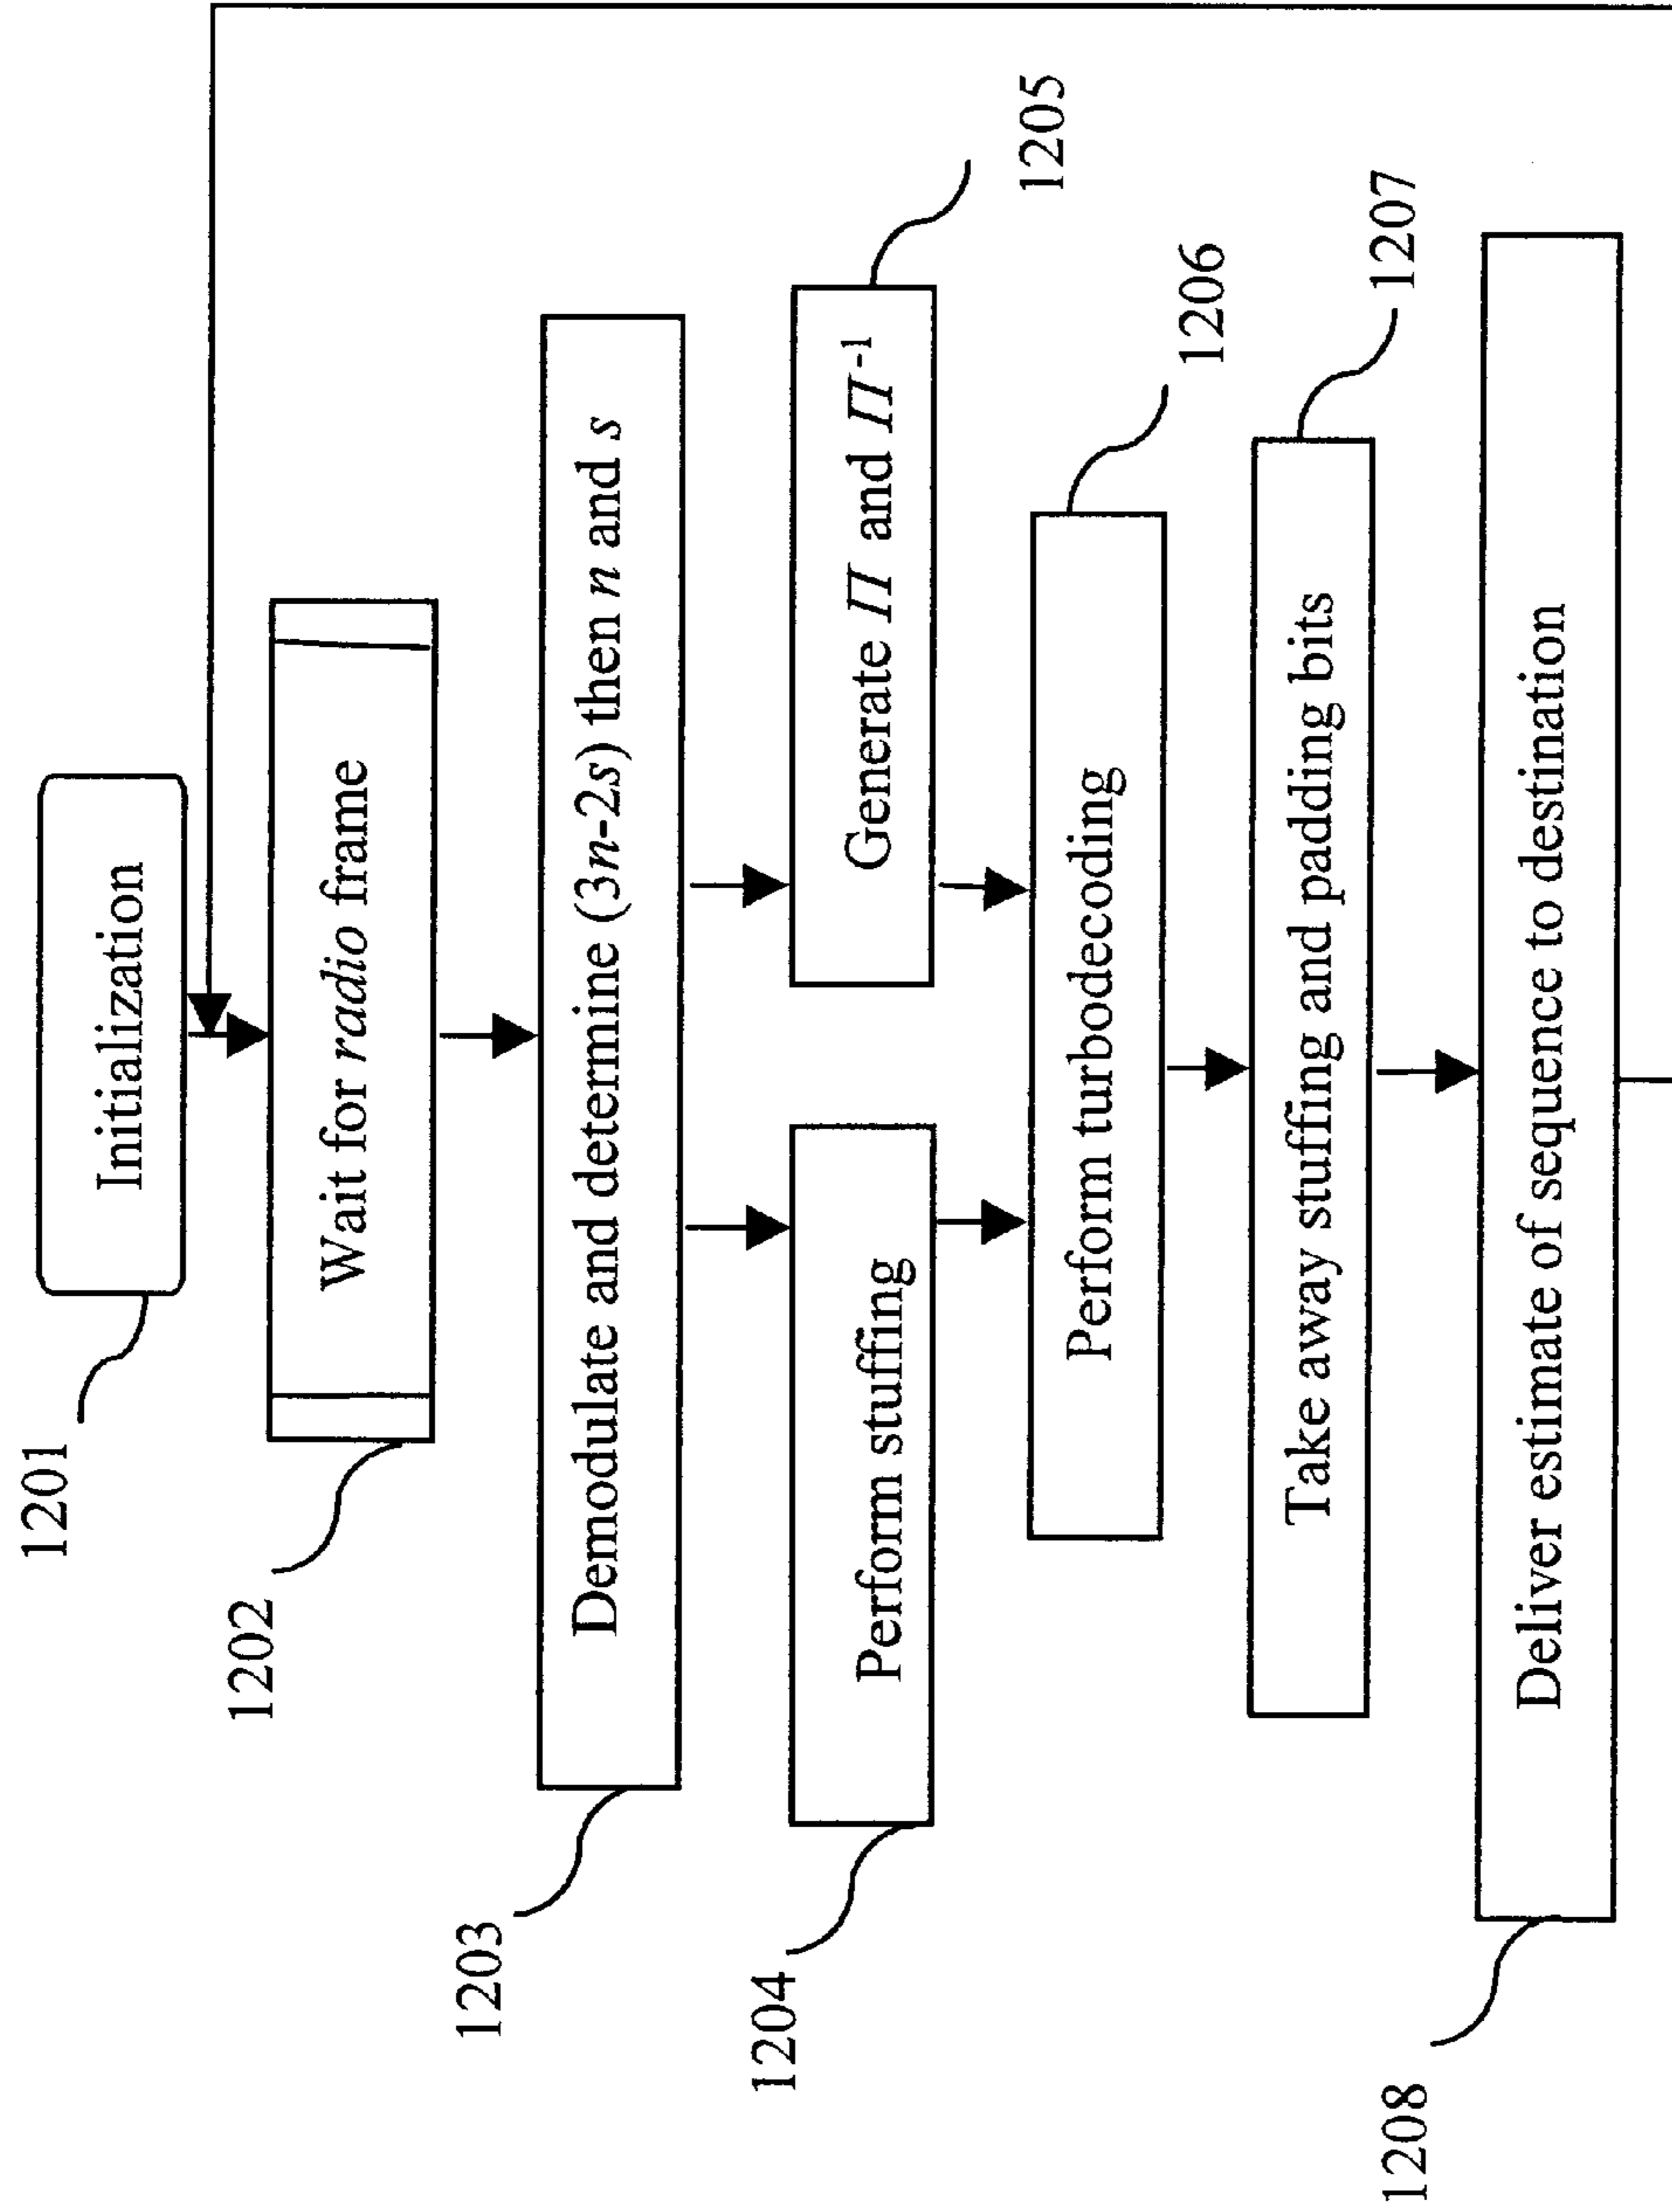 1201
Initialization
1202
Wait for radio frame
1203
Demodulate and determine (3n-2s) then n and s
1204
Perform stuffing
Generate Π and Π⁻¹
1205
Perform turbodecoding
1206
Take away stuffing and padding bits
1207
1208
Deliver estimate of sequence to destination